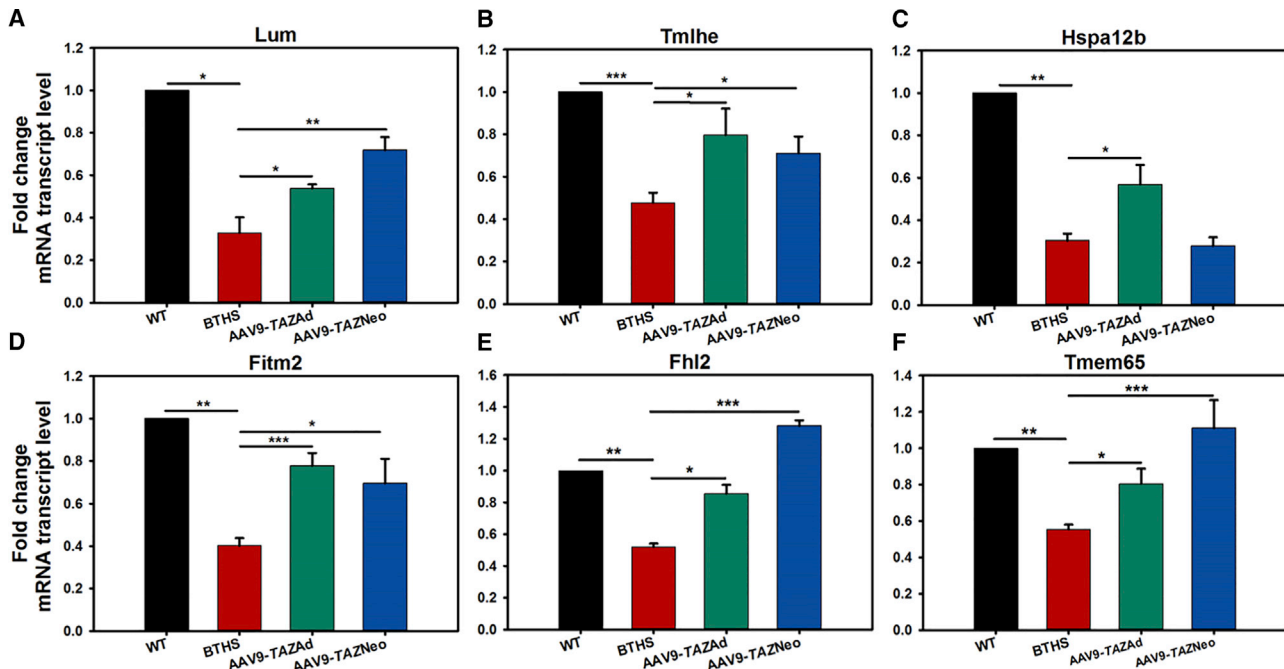 A
Lum
Fold change
mRNA transcript level
1.2
1.0
0.8
0.6
0.4
0.2
0.0
*
**
*
WT
BTHS
AAV9-TAZAd
AAV9-TAZNeo
B
Tmlhe
1.2
1.0
0.8
0.6
0.4
0.2
0.0
***
*
*
WT
BTHS
AAV9-TAZAd
AAV9-TAZNeo
C
Hspa12b
1.2
1.0
0.8
0.6
0.4
0.2
0.0
**
*
WT
BTHS
AAV9-TAZAd
AAV9-TAZNeo
D
Fitm2
Fold change
mRNA transcript level
1.2
1.0
0.8
0.6
0.4
0.2
0.0
**
*
***
WT
BTHS
AAV9-TAZAd
AAV9-TAZNeo
E
Fhl2
1.6
1.4
1.2
1.0
0.8
0.6
0.4
0.2
0.0
***
**
*
WT
BTHS
AAV9-TAZAd
AAV9-TAZNeo
F
Tmem65
1.4
1.2
1.0
0.8
0.6
0.4
0.2
0.0
***
**
*
WT
BTHS
AAV9-TAZAd
AAV9-TAZNeo